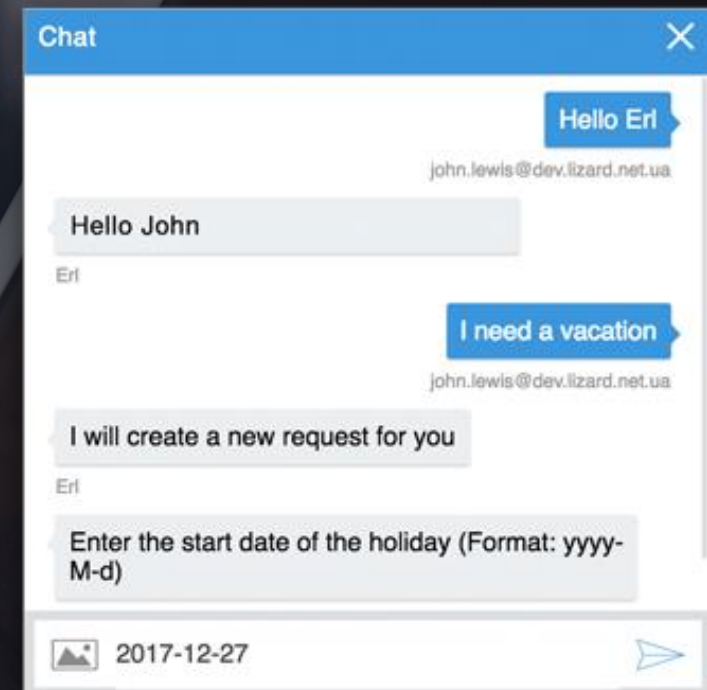 Chat
Hello Erl
john.lewis@dev.lizard.net.ua
Hello John
Erl
I need a vacation
john.lewis@dev.lizard.net.ua
I will create a new request for you
Erl
Enter the start date of the holiday (Format: yyyy-
M-d)
2017-12-27